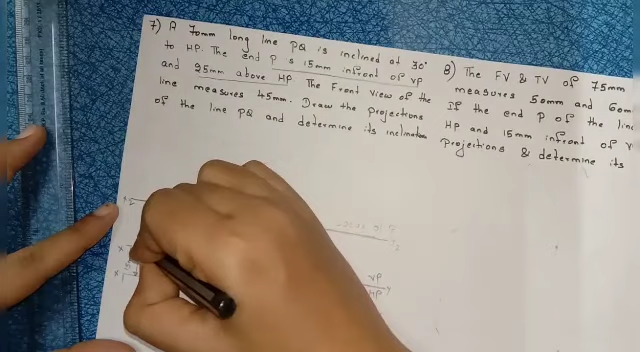 7) A 70mm long line PQ is inclined at 30°
to HP. The end P is 15mm infront of VP
and 25mm above HP The Front View of the
line measures 45mm. Draw the projections
of the line PQ and determine its inclination
8) The FV & TV of 75mm
measures 50mm and
If the end P of the line
HP and 15mm infront of
Projections & determine its
x
x
VP
HP
y